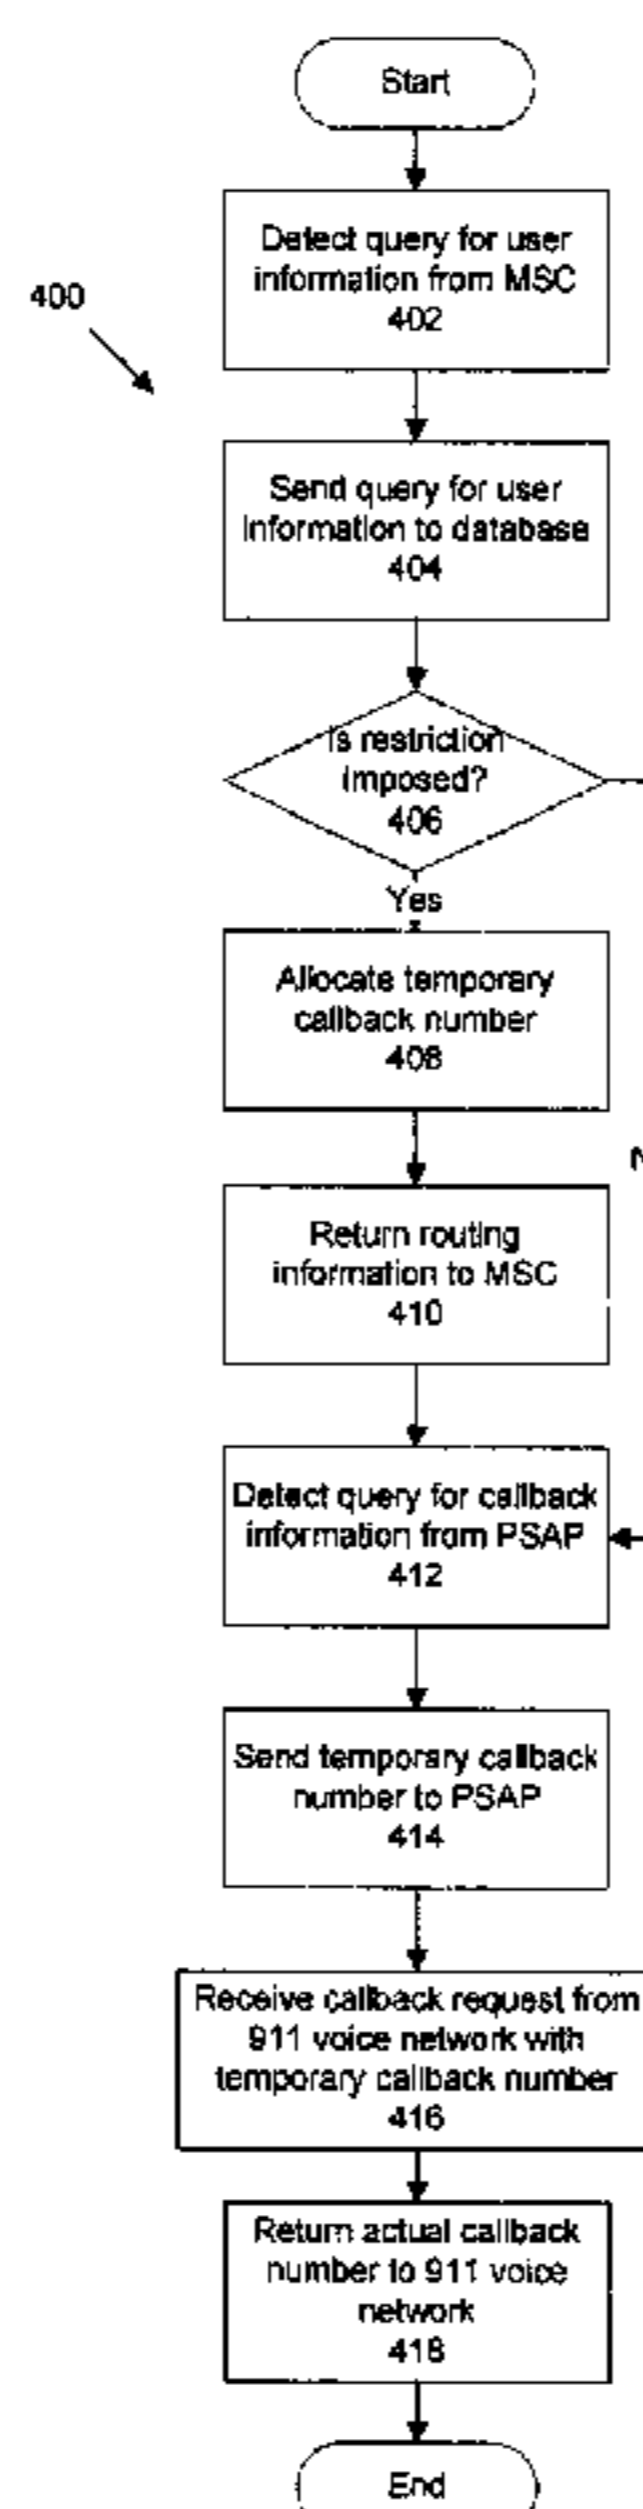 Start
Detect query for user
information from MSC
402
400
Send query for user
information to database
404
Is restriction
imposed?
406
Yes
Allocate temporary
callback number
408
Return routing
information to MSC
410
Detect query for callback
information from PSAP
412
Send temporary callback
number to PSAP
414
Receive callback request from
911 voice network with
temporary callback number
416
Return actual callback
number to 911 voice
network
418
End